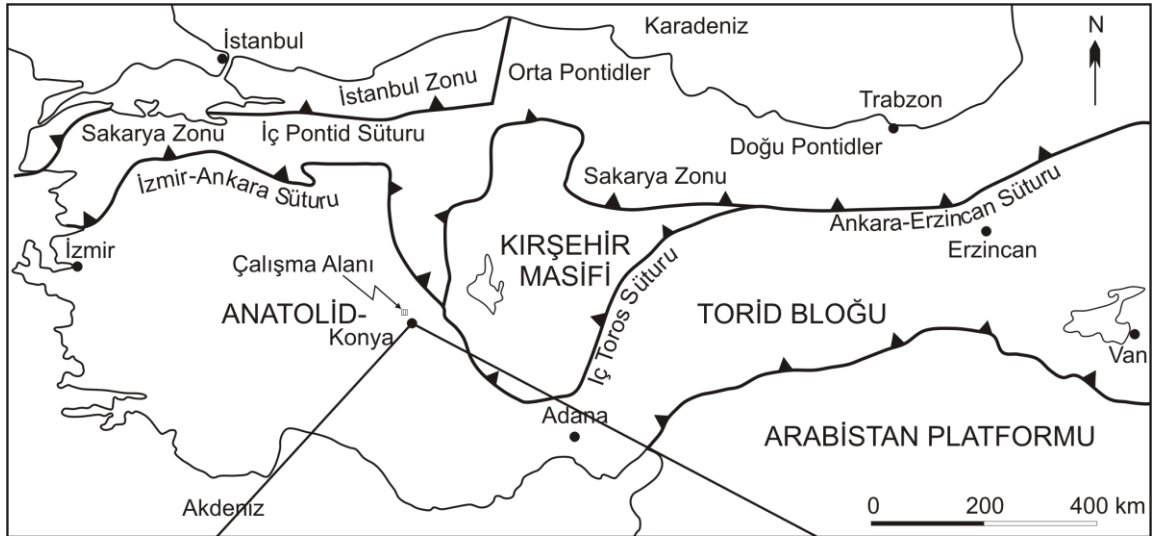 Karadeniz
N
İstanbul
İstanbul Zonu
Orta Pontidler
Trabzon
Sakarya Zonu
İç Pontid Süturu
Doğu Pontidler
İzmir-Ankara Süturu
Sakarya Zonu
Ankara-Erzincan Süturu
İzmir
KIRŞEHİR
MASİFİ
Erzincan
Çalışma Alanı
İç Toros Süturu
ANATOLİD-
TORİD BLOĞU
Konya
Van
Adana
ARABİSTAN PLATFORMU
Akdeniz
0 200 400 km